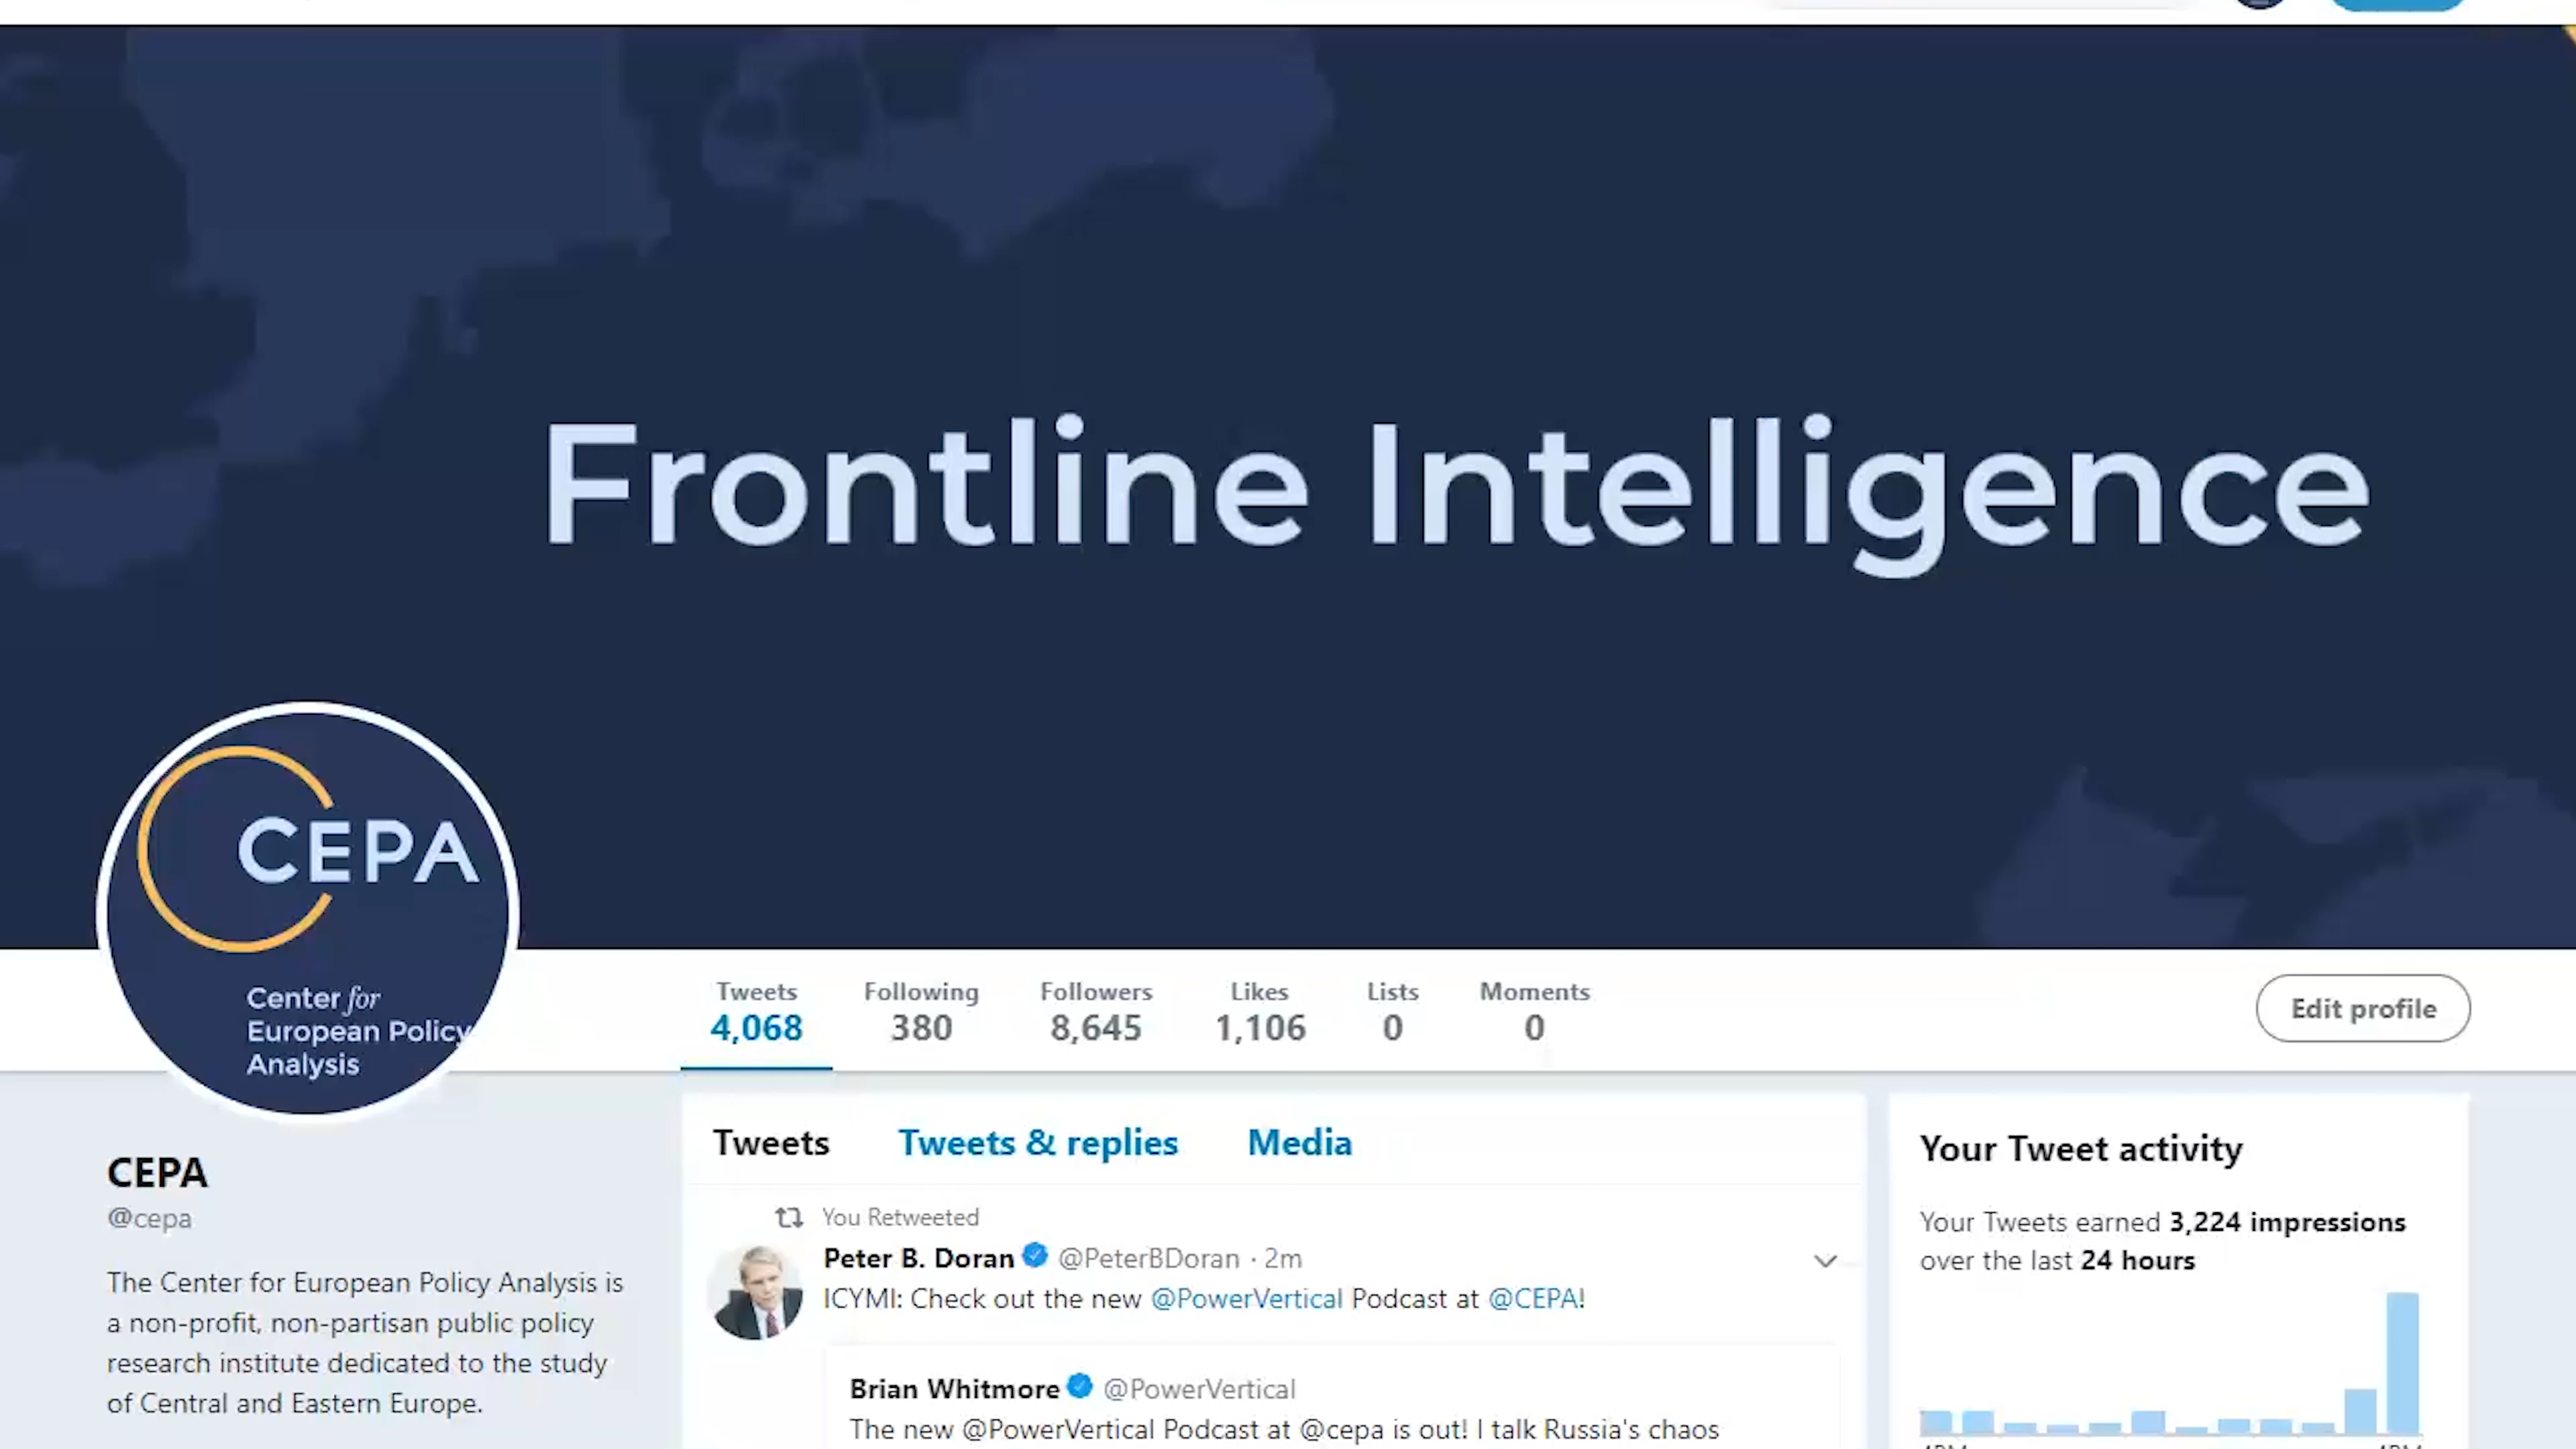 Frontline Intelligence
CEPA
Center for
European Policy
Analysis
Tweets
4,068
Following
380
Followers
8,645
Likes
1,106
Lists
0
Moments
0
Edit profile
CEPA
@cepa
The Center for European Policy Analysis is
a non-profit, non-partisan public policy
research institute dedicated to the study
of Central and Eastern Europe.
Tweets Tweets & replies Media
You Retweeted
Peter B. Doran @PeterBDoran · 2m
ICYMI: Check out the new @PowerVertical Podcast at @CEPA!
Brian Whitmore @PowerVertical
The new @PowerVertical Podcast at @cepa is out! I talk Russia's chaos
Your Tweet activity
Your Tweets earned 3,224 impressions
over the last 24 hours